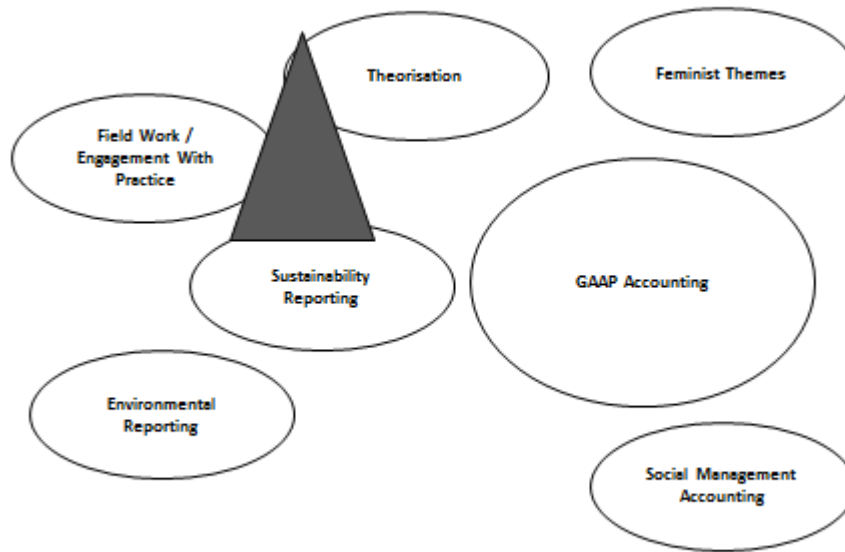 Theorisation
Feminist Themes
Field Work /
Engagement With
Practice
Sustainability
Reporting
GAAP Accounting
Environmental
Reporting
Social Management
Accounting